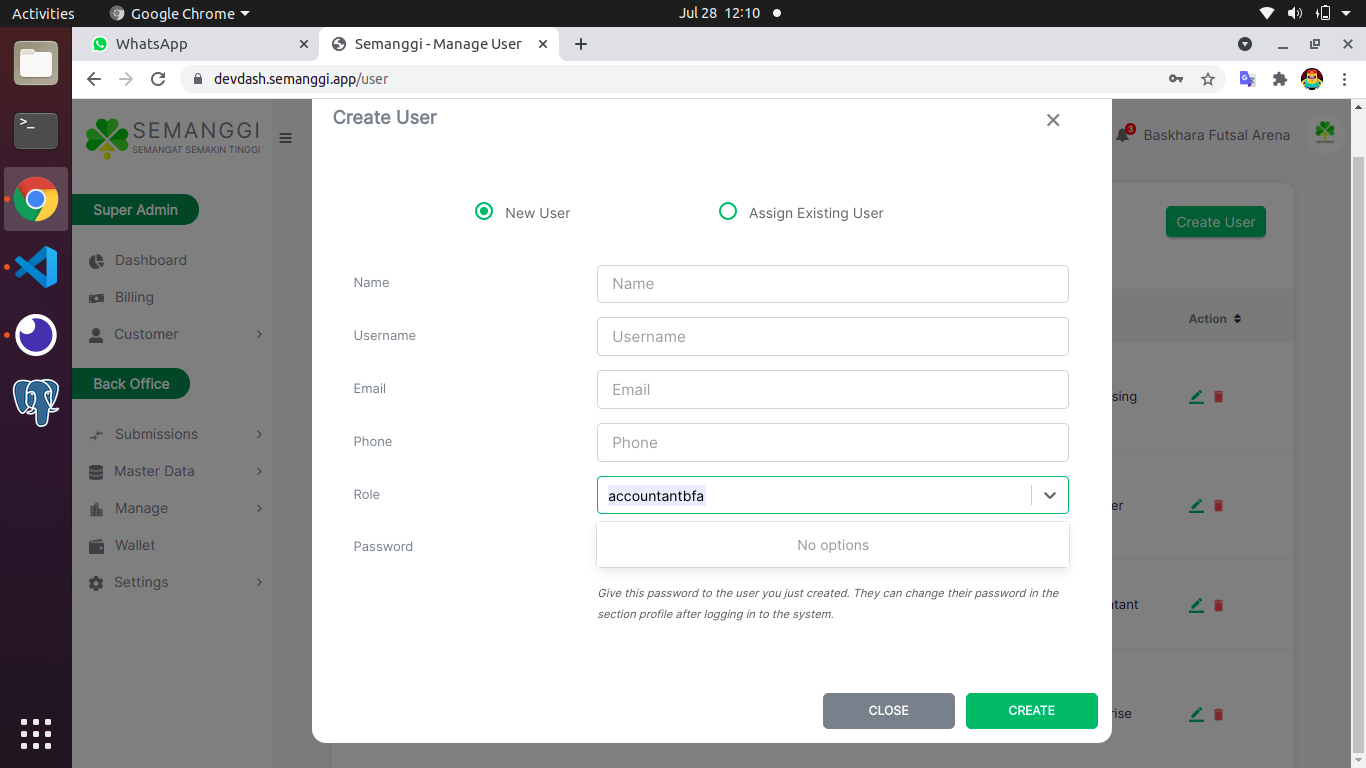 Activities
Google Chrome
Jul 28 12:10
WhatsApp
Semanggi - Manage User
devdash.semanggi.app/user
SEMANGGI
SEMANGAT SEMAKIN TINGGI
Super Admin
Dashboard
Billing
Customer
Back Office
Submissions
Master Data
Manage
Wallet
Settings
Create User
New User
Assign Existing User
Name
Name
Username
Username
Email
Email
Phone
Phone
Role
accountantbfa
No options
Password
Give this password to the user you just created. They can change their password in the
section profile after logging in to the system.
CLOSE
CREATE
3
Baskhara Futsal Arena
Create User
Action
sing
er
tant
rise